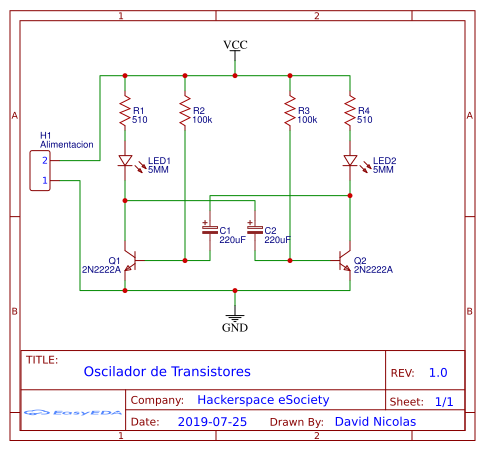 1 2
VCC
A A
R1
510
R2
100k
R3
100k
R4
510
H1
Alimentacion
2
1
LED1
5MM
LED2
5MM
C1
220uF
C2
220uF
Q1
2N2222A
Q2
2N2222A
B B
GND
TITLE:
Oscilador de Transistores
REV: 1.0
EasyEDA
Company: Hackerspace eSociety
Sheet: 1/1
Date: 2019-07-25 Drawn By: David Nicolas
1 2